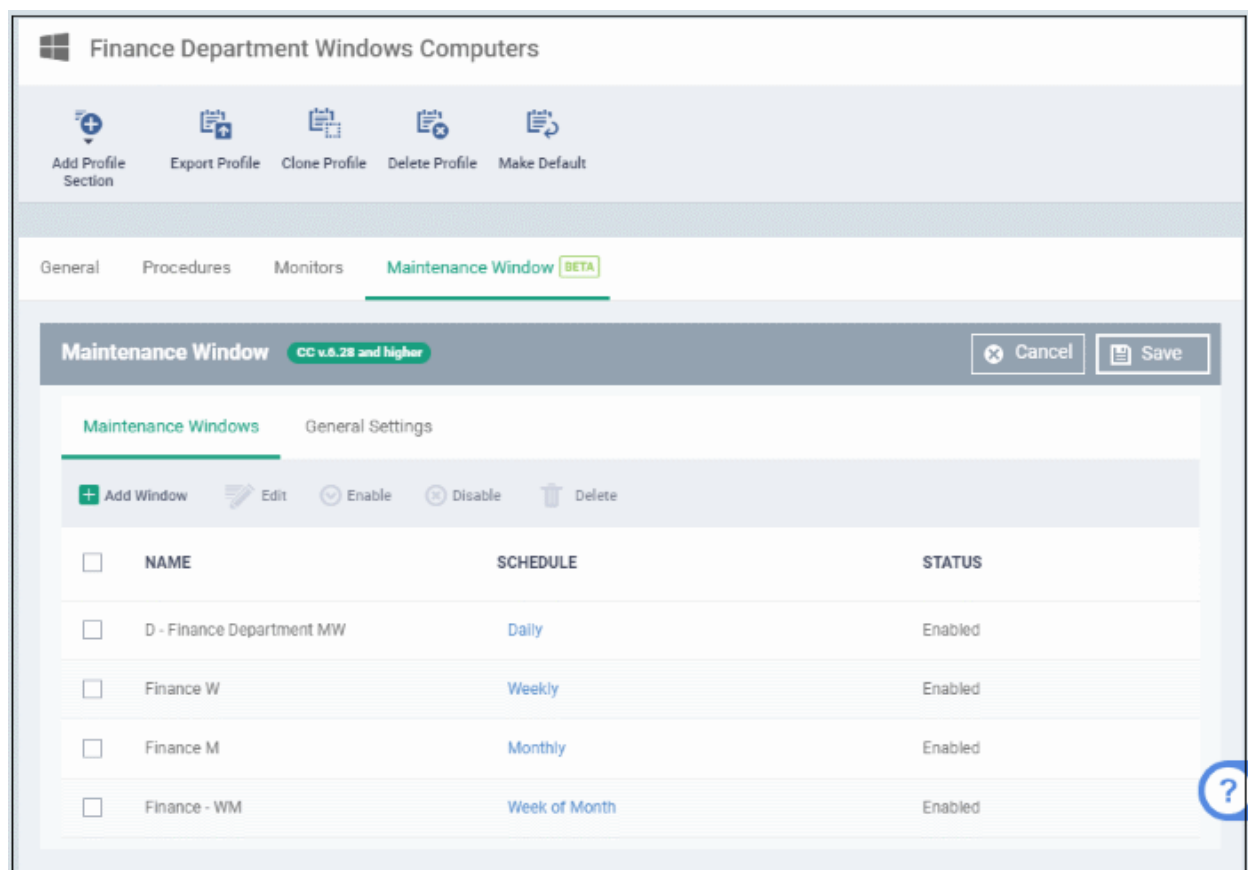 Finance Department Windows Computers
Add Profile Section
Export Profile
Clone Profile
Delete Profile
Make Default
General Procedures Monitors Maintenance Window BETA
Maintenance Window CC v.6.28 and higher Cancel Save
Maintenance Windows General Settings
Add Window Edit Enable Disable Delete
NAME SCHEDULE STATUS
D - Finance Department MW Daily Enabled
Finance W Weekly Enabled
Finance M Monthly Enabled
Finance - WM Week of Month Enabled
?